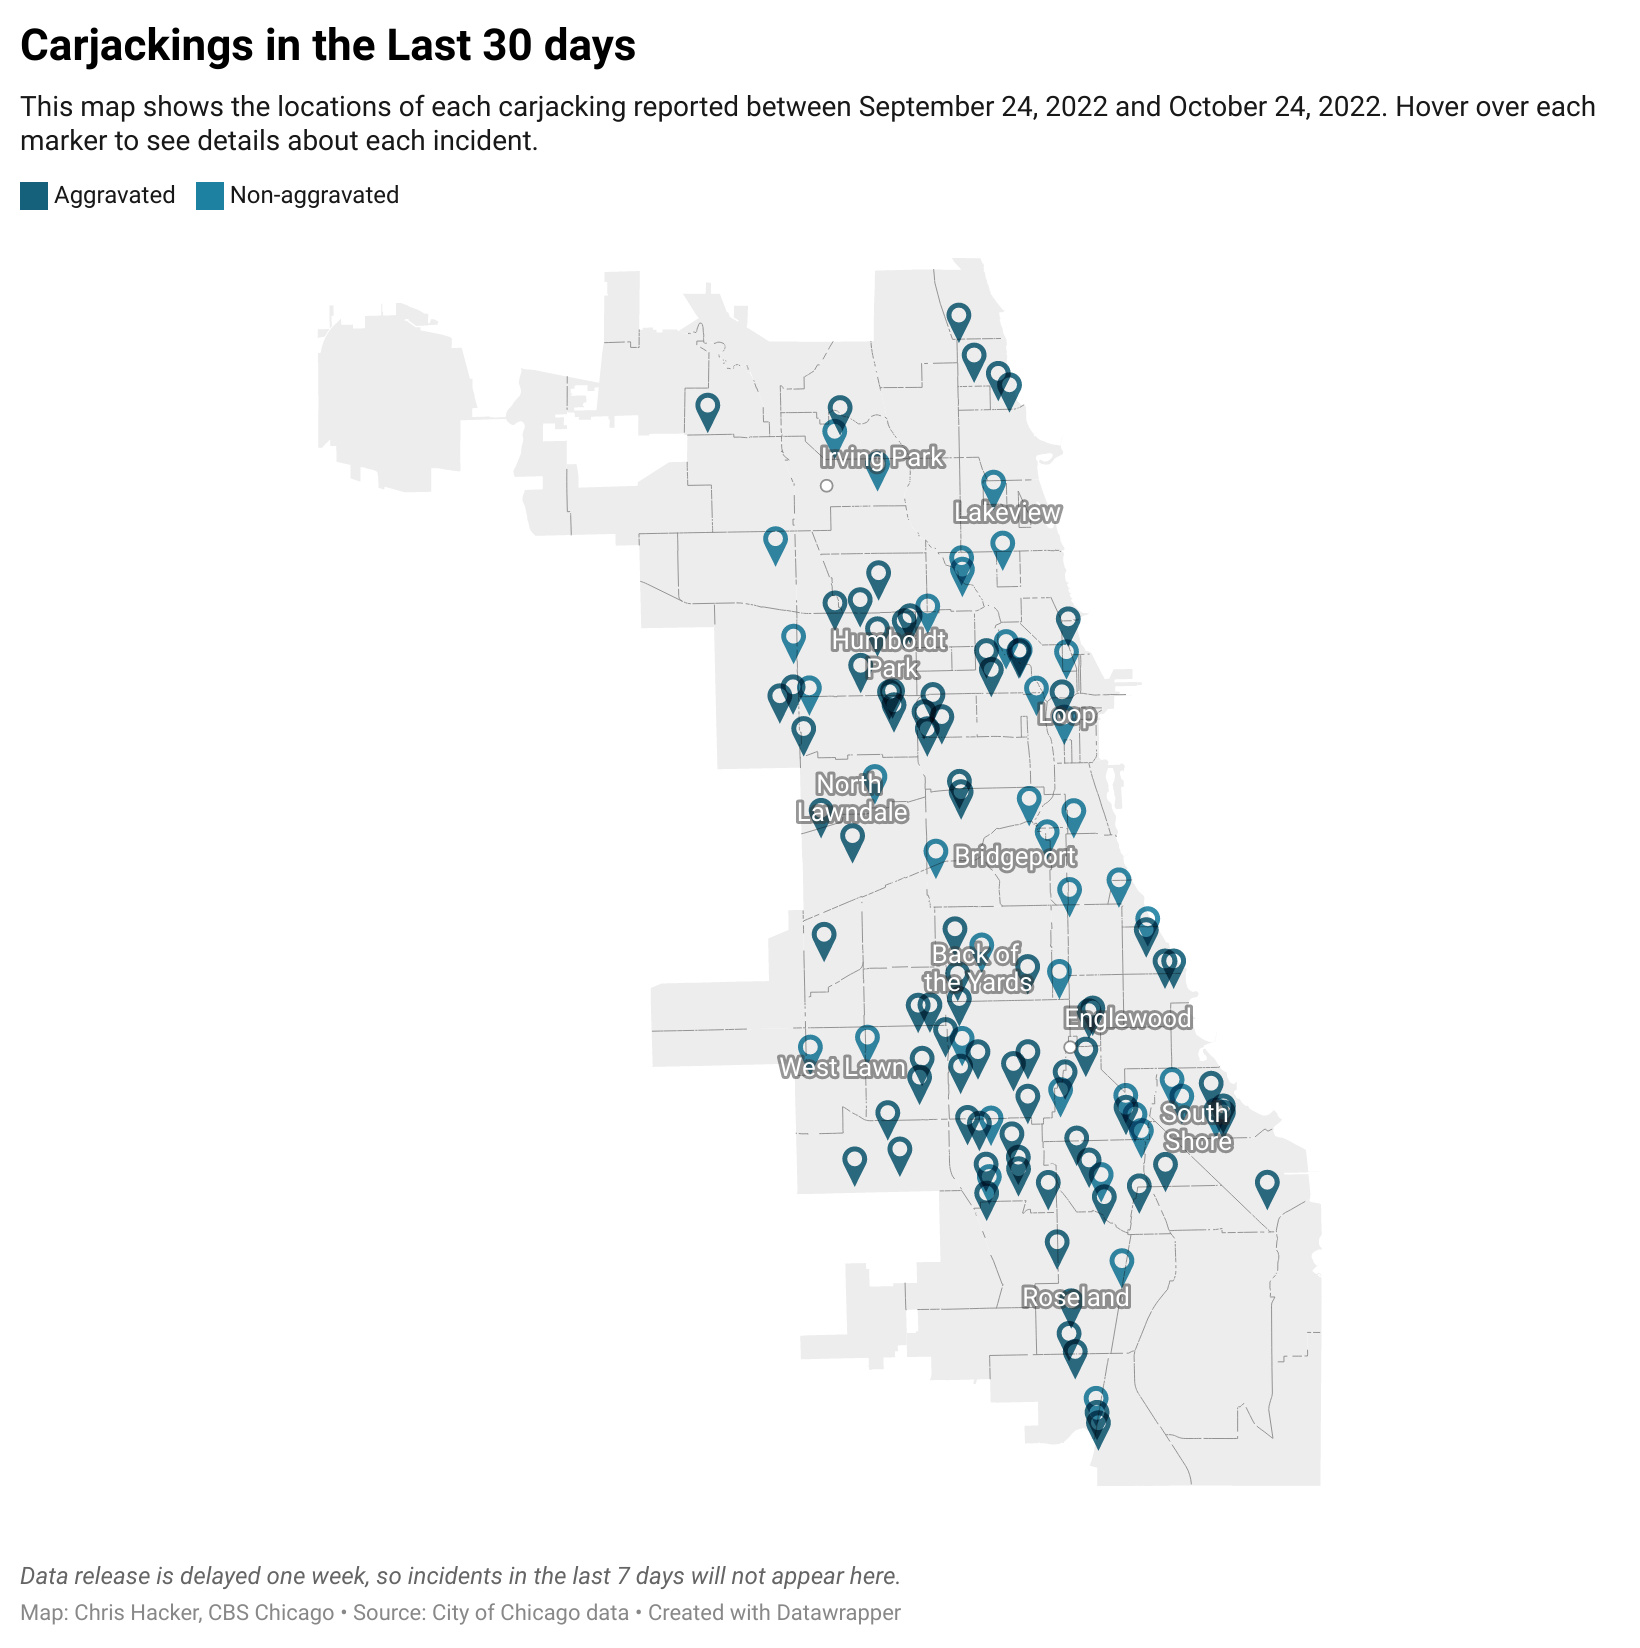 Carjackings in the Last 30 days
This map shows the locations of each carjacking reported between September 24, 2022 and October 24, 2022. Hover over each
marker to see details about each incident.
Aggravated Non-aggravated
Irving Park
Lakeview
Humboldt
Park
Loop
North
Lawndale
Bridgeport
Back of
the Yards
Englewood
West Lawn
South
Shore
Roseland
Data release is delayed one week, so incidents in the last 7 days will not appear here.
Map: Chris Hacker, CBS Chicago • Source: City of Chicago data • Created with Datawrapper